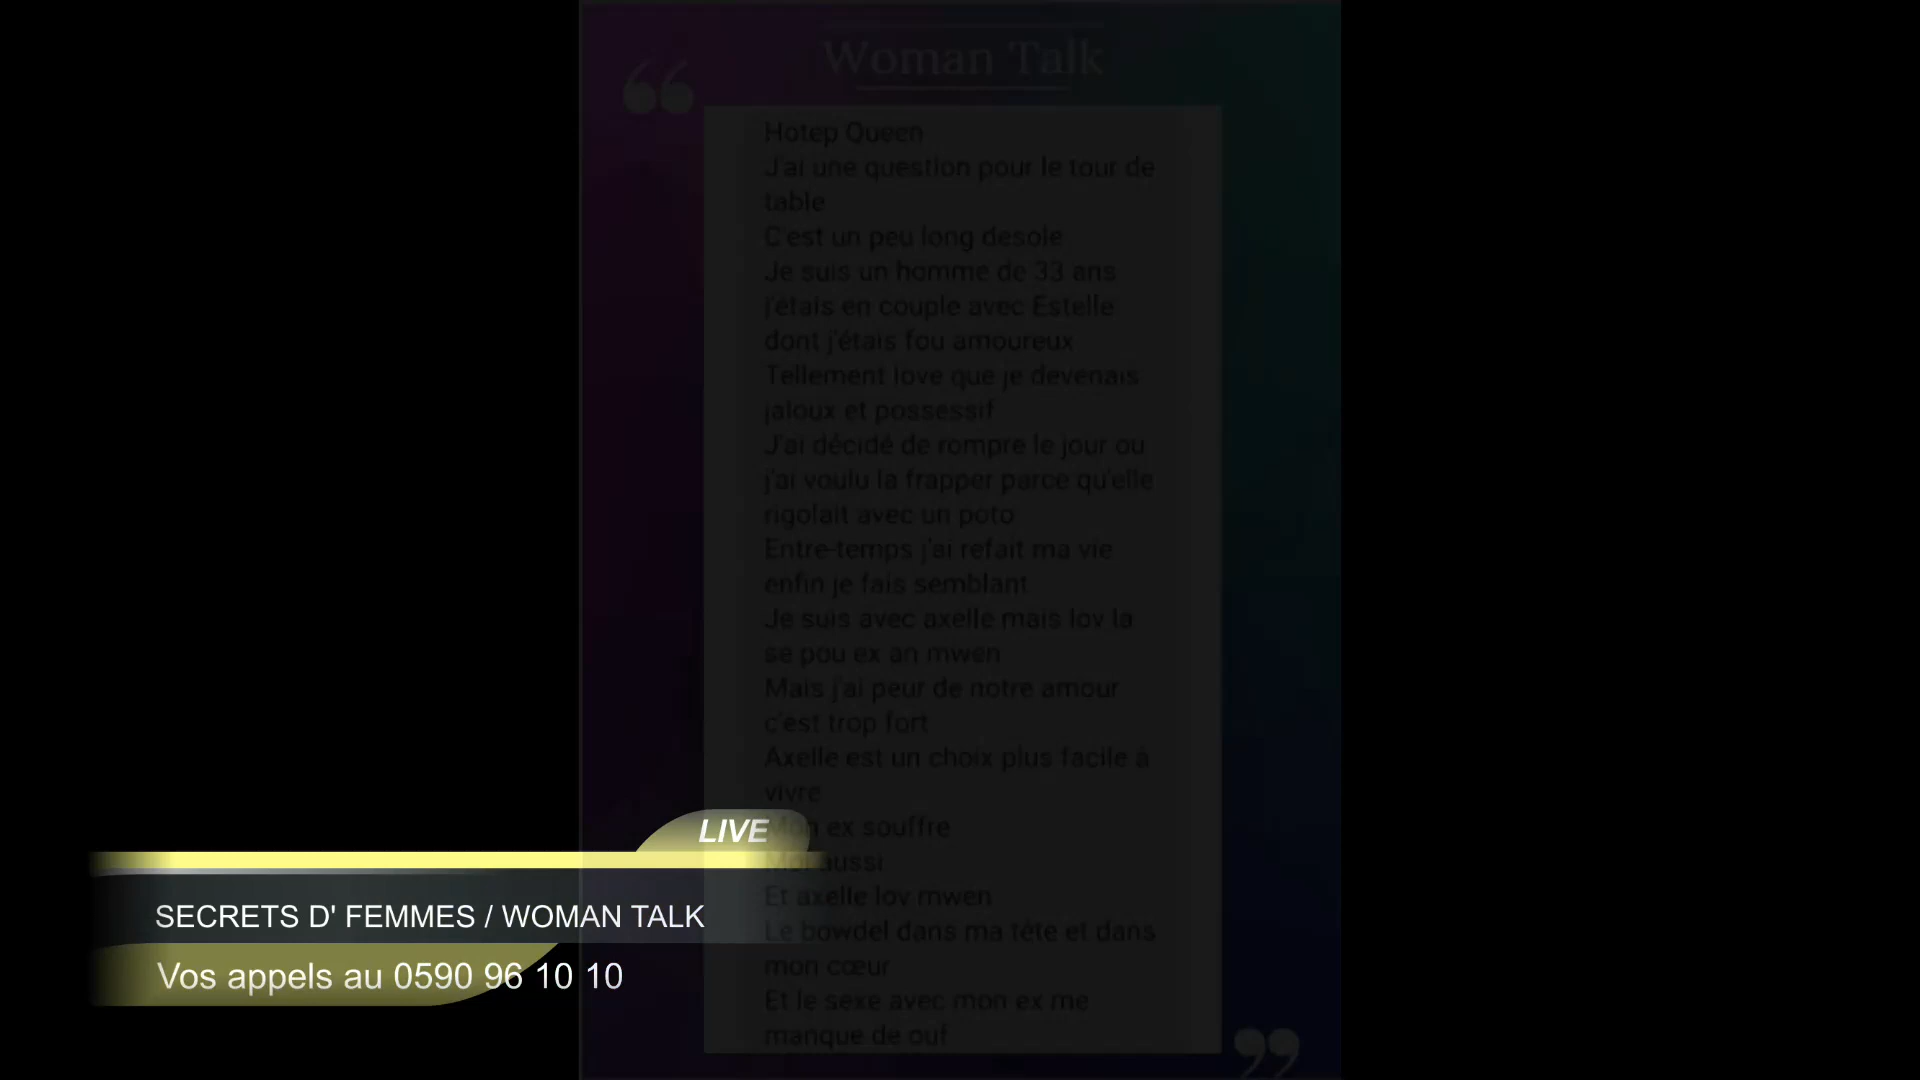 Woman Talk
Hotep Queen
J'ai une question pour le tour de
table
C'est un peu long desole
Je suis un homme de 33 ans
j'étais en couple avec Estelle
dont j'étais fou amoureux
Tellement love que je devenais
jaloux et possessif
J'ai décidé de rompre le jour ou
j'ai voulu la frapper parce qu'elle
rigolait avec un poto
Entre-temps j'ai refait ma vie
enfin je fais semblant
Je suis avec axelle mais lov la
se pou ex an mwen
Mais j'ai peur de notre amour
c'est trop fort
Axelle est un choix plus facile à
vivre
Mon ex souffre
Moi aussi
Et axelle lov mwen
Le bowdel dans ma tête et dans
mon cœur
Et le sexe avec mon ex me
manque de ouf
LIVE
SECRETS D' FEMMES / WOMAN TALK
Vos appels au 0590 96 10 10